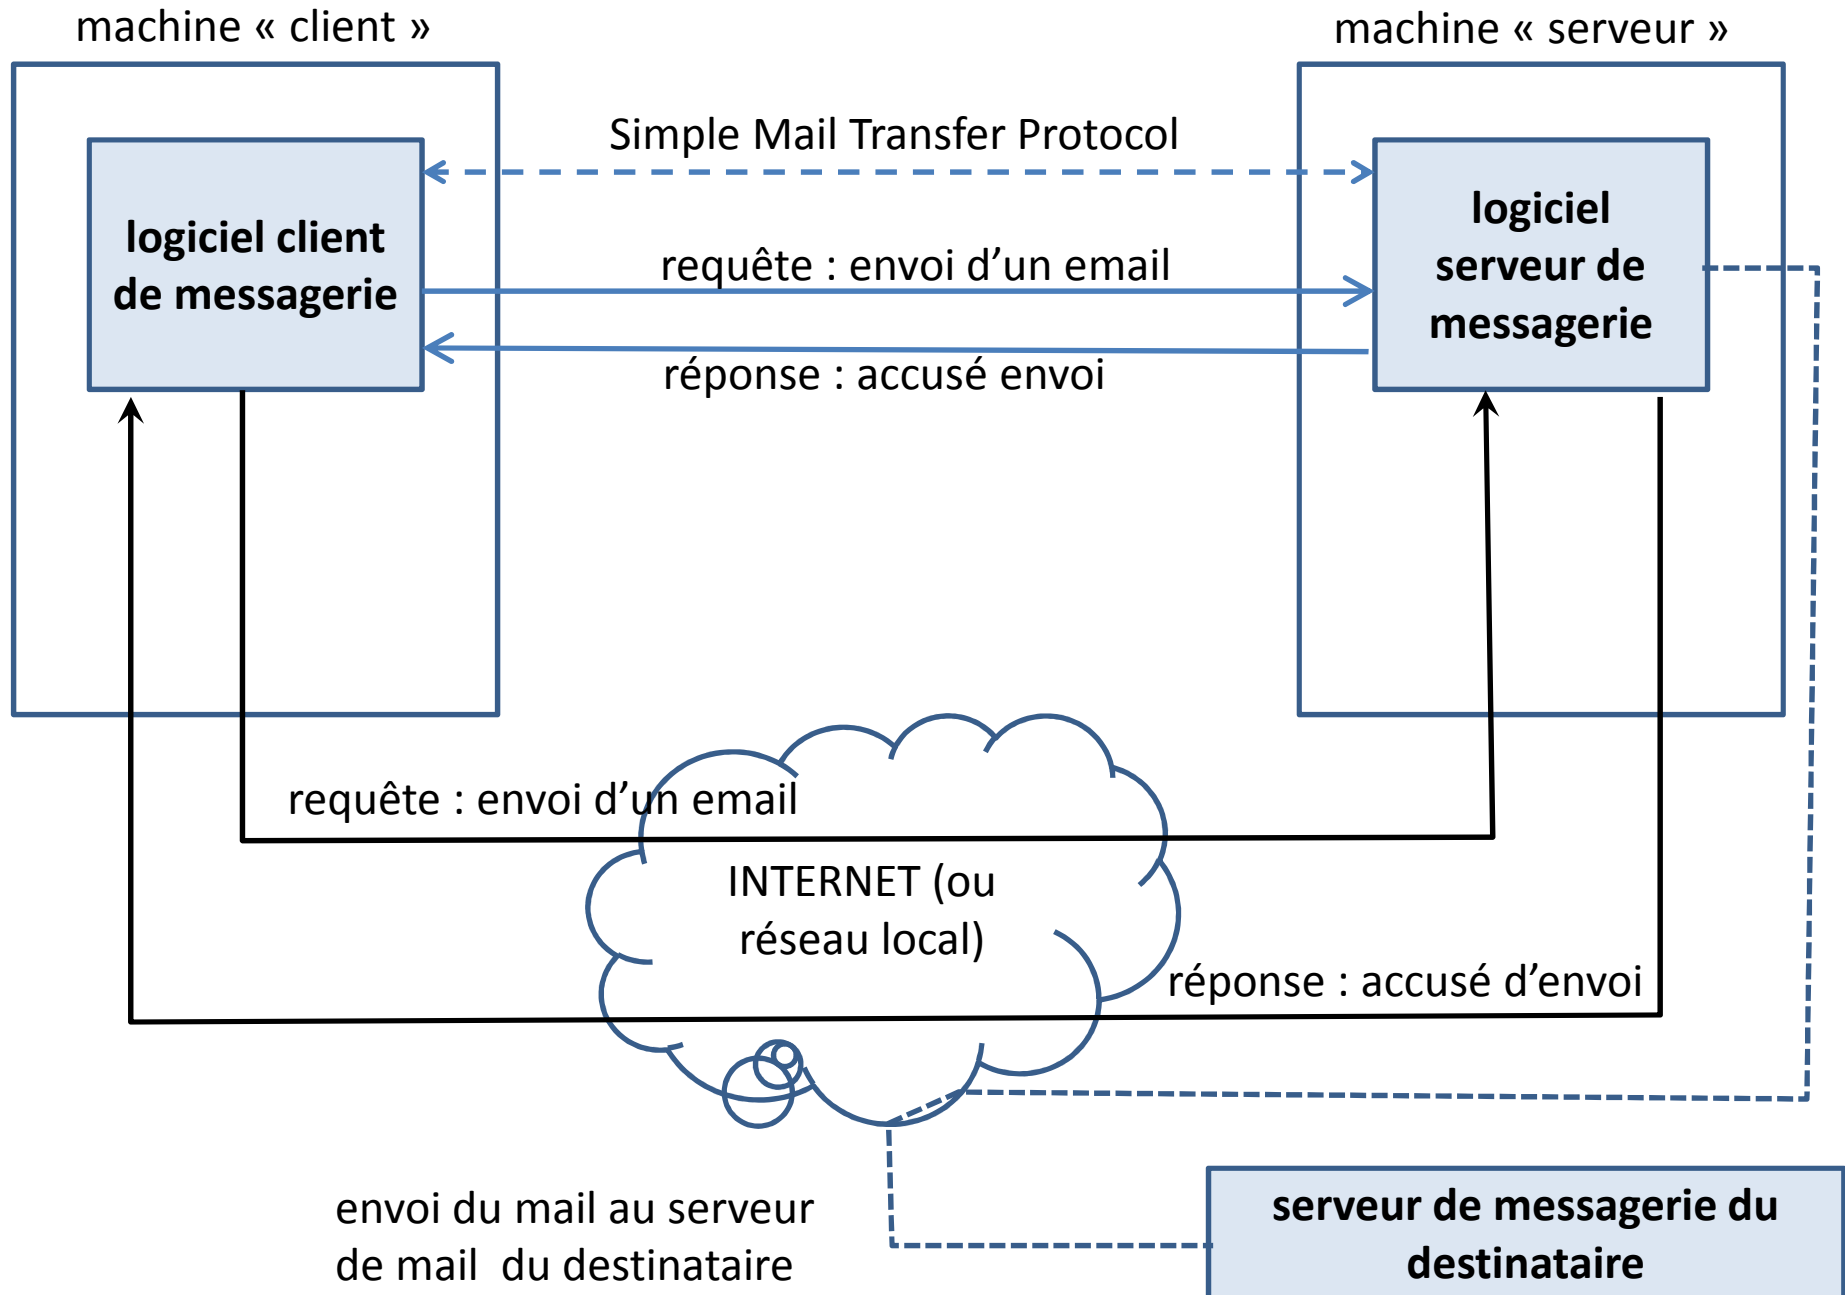 machine « client »
machine « serveur »
Simple Mail Transfer Protocol
logiciel client
de messagerie
logiciel
serveur de
messagerie
requête : envoi d’un email
réponse : accusé envoi
requête : envoi d’un email
INTERNET (ou
réseau local)
réponse : accusé d’envoi
envoi du mail au serveur
de mail  du destinataire
serveur de messagerie du
destinataire